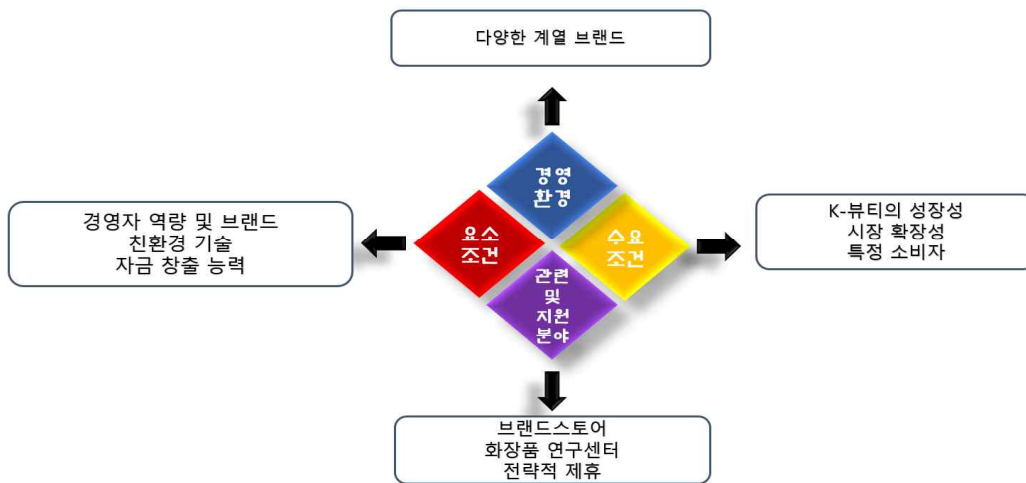 다양한 계열 브랜드
경영
환경
경영자 역량 및 브랜드
친환경 기술
자금 창출 능력
요소
조건
수요
조건
K-뷰티의 성장성
시장 확장성
특정 소비자
관련
및
지원
분야
브랜드스토어
화장품 연구센터
전략적 제휴